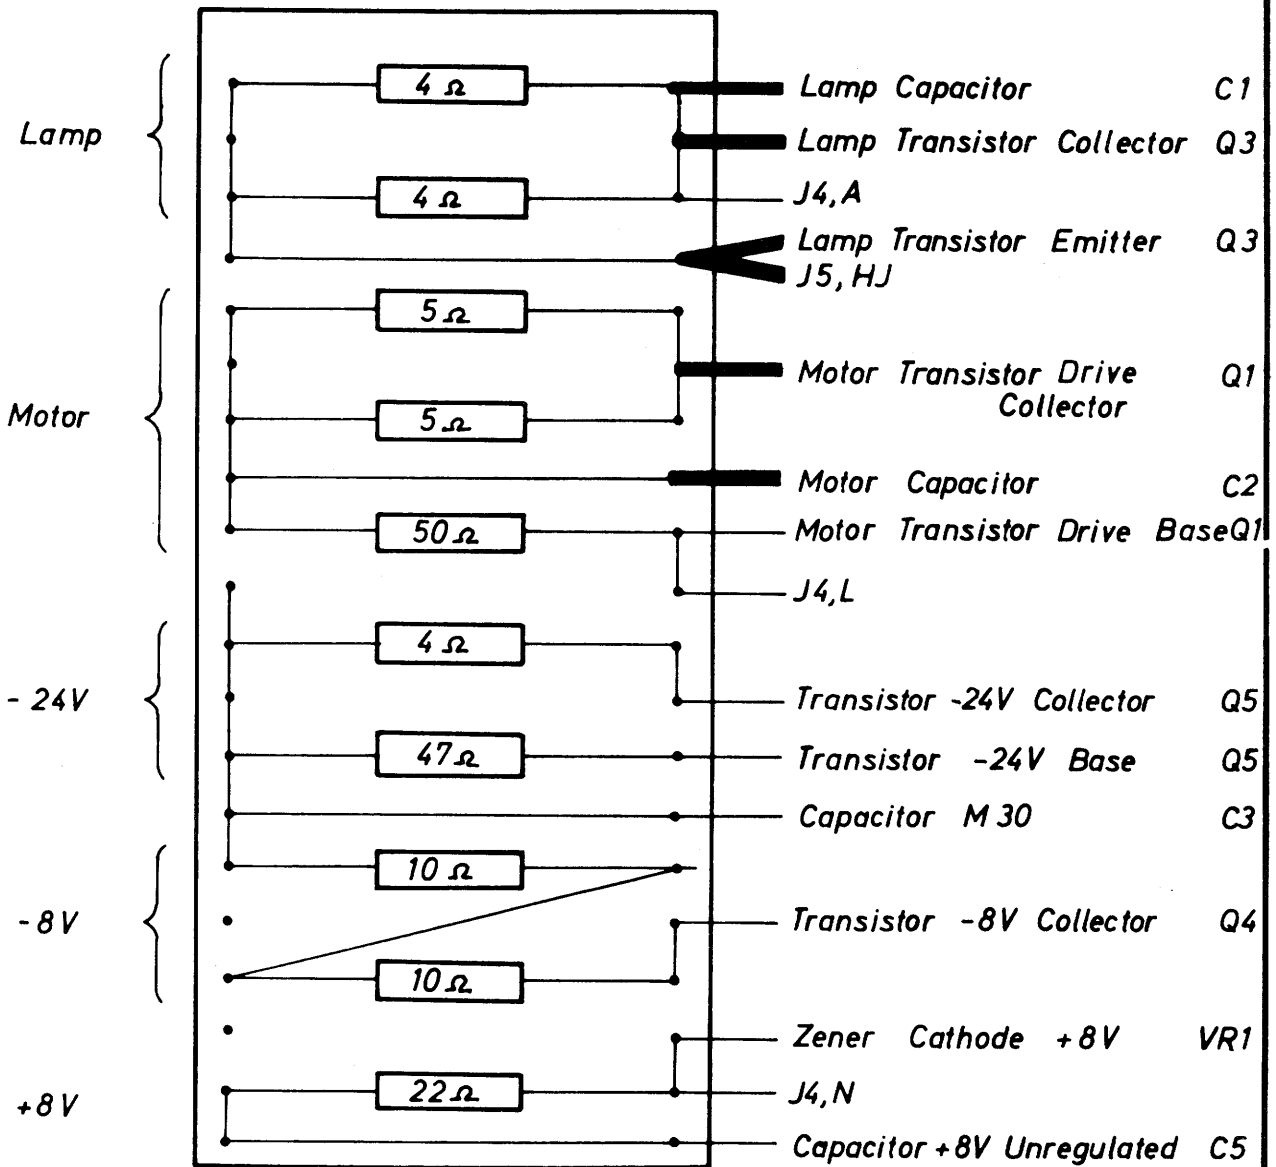 4 Ω
Lamp Capacitor C1
Lamp
Lamp Transistor Collector Q3
4 Ω
J4,A
Lamp Transistor Emitter Q3
J5,HJ
5 Ω
Motor Transistor Drive Q1
Collector
Motor
5 Ω
Motor Capacitor C2
50 Ω
Motor Transistor Drive Base Q1
J4,L
4 Ω
- 24V
Transistor -24V Collector Q5
47 Ω
Transistor -24V Base Q5
Capacitor M 30 C3
10 Ω
-8V
Transistor -8V Collector Q4
10 Ω
Zener Cathode +8V VR1
+8V
22 Ω
J4,N
Capacitor +8V Unregulated C5